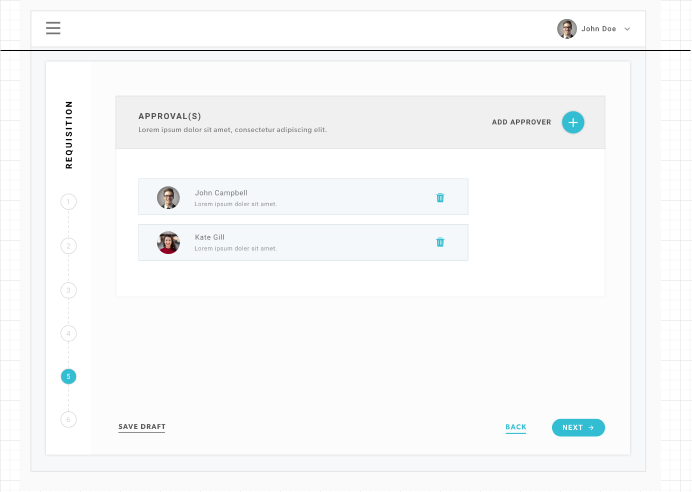 John Doe
REQUISITION
APPROVAL(S)
Lorem ipsum dolor sit amet, consectetur adipiscing elit.
ADD APPROVER
1
John Campbell
Lorem ipsum doler sit amet.
2
Kate Gill
Lorem ipsum doler sit amet.
3
4
5
6
SAVE DRAFT
BACK
NEXT →